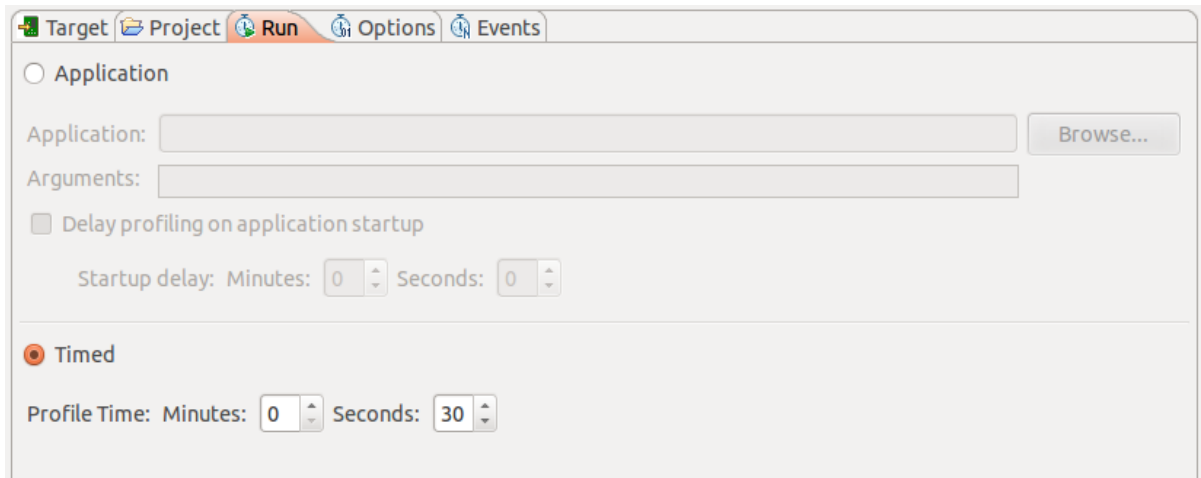 Target Project Run Options Events
Application
Application: Browse...
Arguments:
Delay profiling on application startup
Startup delay: Minutes: 0 Seconds: 0
Timed
Profile Time: Minutes: 0 Seconds: 30